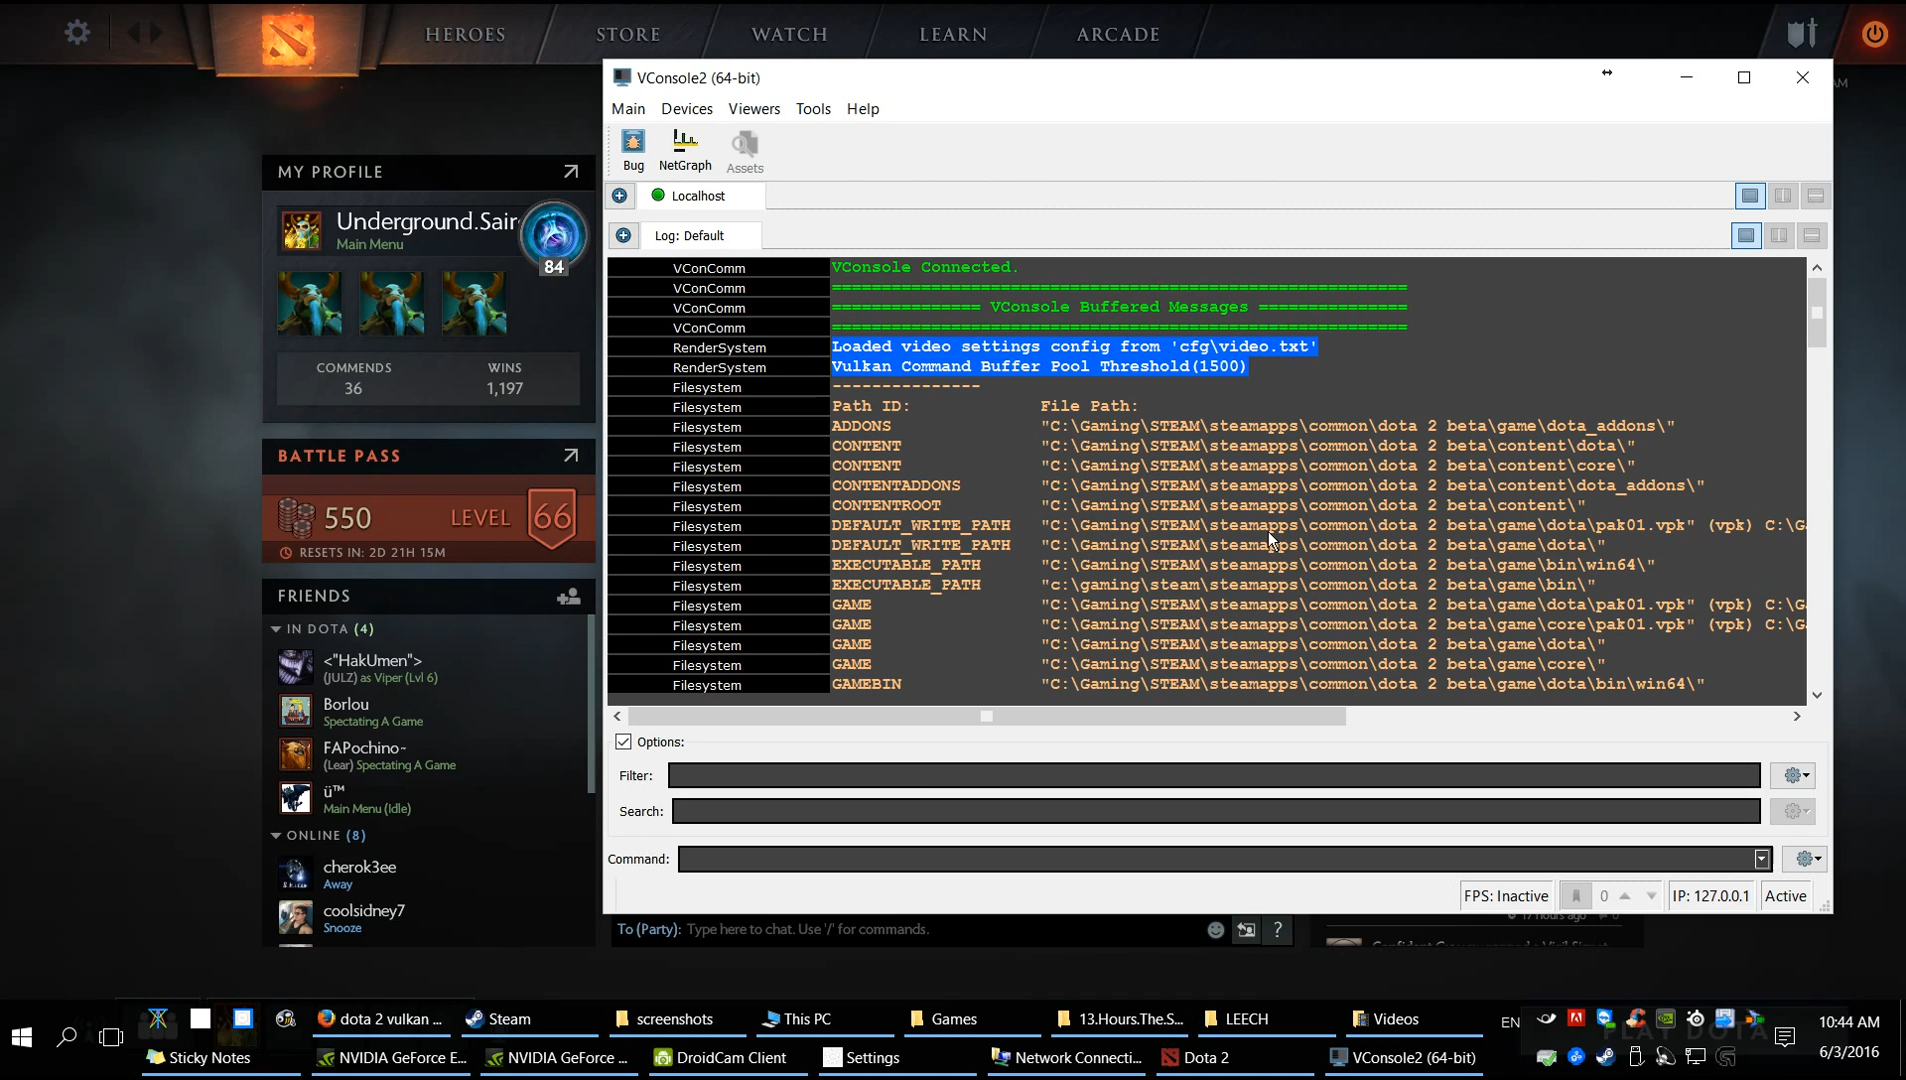 HEROES
STORE
WATCH
LEARN
ARCADE
VConsole2 (64-bit)
AM
Main Devices Viewers Tools Help
Bug
NetGraph
Assets
Localhost
Log: Default
VConComm VConsole Connected.
VConComm ==========================================================
VConComm =============== VConsole Buffered Messages ===============
VConComm ==========================================================
RenderSystem Loaded video settings config from 'cfg\video.txt'
RenderSystem Vulkan Command Buffer Pool Threshold(1500)
Filesystem ---------------
Filesystem Path ID: File Path:
Filesystem ADDONS "C:\Gaming\STEAM\steamapps\common\dota 2 beta\game\dota_addons\"
Filesystem CONTENT "C:\Gaming\STEAM\steamapps\common\dota 2 beta\content\dota\"
Filesystem CONTENT "C:\Gaming\STEAM\steamapps\common\dota 2 beta\content\core\"
Filesystem CONTENTADDONS "C:\Gaming\STEAM\steamapps\common\dota 2 beta\content\dota_addons\"
Filesystem CONTENTROOT "C:\Gaming\STEAM\steamapps\common\dota 2 beta\content\"
Filesystem DEFAULT_WRITE_PATH "C:\Gaming\STEAM\steamapps\common\dota 2 beta\game\dota\pak01.vpk" (vpk) C:\G
Filesystem DEFAULT_WRITE_PATH "C:\Gaming\STEAM\steamapps\common\dota 2 beta\game\dota\"
Filesystem EXECUTABLE_PATH "C:\Gaming\STEAM\steamapps\common\dota 2 beta\game\bin\win64\"
Filesystem EXECUTABLE_PATH "c:\gaming\steam\steamapps\common\dota 2 beta\game\bin\"
Filesystem GAME "C:\Gaming\STEAM\steamapps\common\dota 2 beta\game\dota\pak01.vpk" (vpk) C:\G
Filesystem GAME "C:\Gaming\STEAM\steamapps\common\dota 2 beta\game\core\pak01.vpk" (vpk) C:\G
Filesystem GAME "C:\Gaming\STEAM\steamapps\common\dota 2 beta\game\dota\"
Filesystem GAME "C:\Gaming\STEAM\steamapps\common\dota 2 beta\game\core\"
Filesystem GAMEBIN "C:\Gaming\STEAM\steamapps\common\dota 2 beta\game\dota\bin\win64\"
Options:
Filter:
Search:
Command:
FPS: Inactive
0
IP: 127.0.0.1
Active
MY PROFILE
Underground.Sair
Main Menu
84
COMMENDS
36
WINS
1,197
BATTLE PASS
550
LEVEL 66
RESETS IN: 2D 21H 15M
FRIENDS
IN DOTA (4)
<"HakUmen">
(JULZ) as Viper (Lvl 6)
Borlou
Spectating A Game
FAPochino~
(Lear) Spectating A Game
ü™
Main Menu (Idle)
ONLINE (8)
cherok3ee
Away
coolsidney7
Snooze
To (Party): Type here to chat. Use '/' for commands.
?
17 hours ago
PLAY DOTA
dota 2 vulkan ...
Steam
screenshots
This PC
Games
13.Hours.The.S...
LEECH
Videos
EN
10:44 AM
Sticky Notes
NVIDIA GeForce E...
NVIDIA GeForce ...
DroidCam Client
Settings
Network Connecti...
Dota 2
VConsole2 (64-bit)
6/3/2016